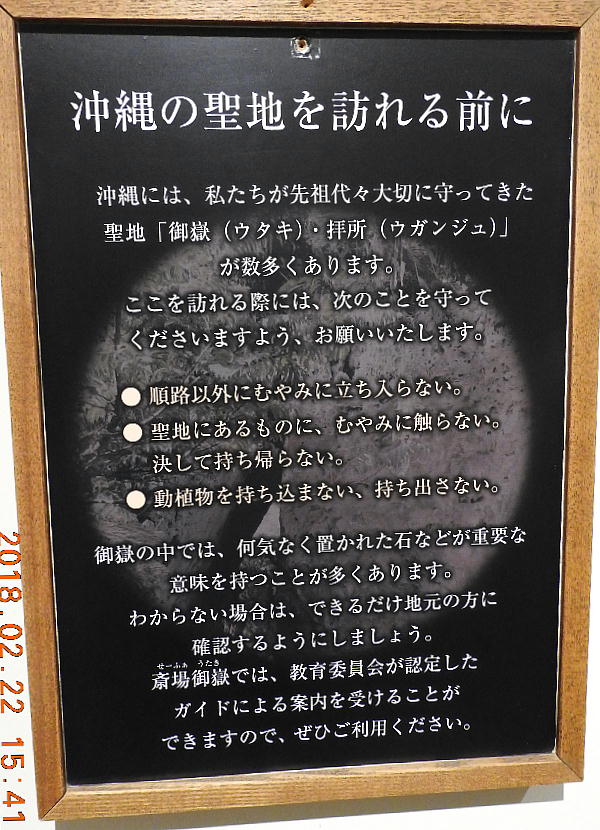 沖縄の聖地を訪れる前に
沖縄には、私たちが先祖代々大切に守ってきた
聖地「御嶽（ウタキ）・拝所（ウガンジュ）」
が数多くあります。
ここを訪れる際には、次のことを守って
くださいますよう、お願いいたします。
●順路以外にむやみに立ち入らない。
●聖地にあるものに、むやみに触らない。
決して持ち帰らない。
●動植物を持ち込まない、持ち出さない。
御嶽の中では、何気なく置かれた石などが重要な
意味を持つことが多くあります。
わからない場合は、できるだけ地元の方に
確認するようにしましょう。
せーふぁ うたき
斎場御嶽では、教育委員会が認定した
ガイドによる案内を受けることが
できますので、ぜひご利用ください。
2018.02.22 15:41